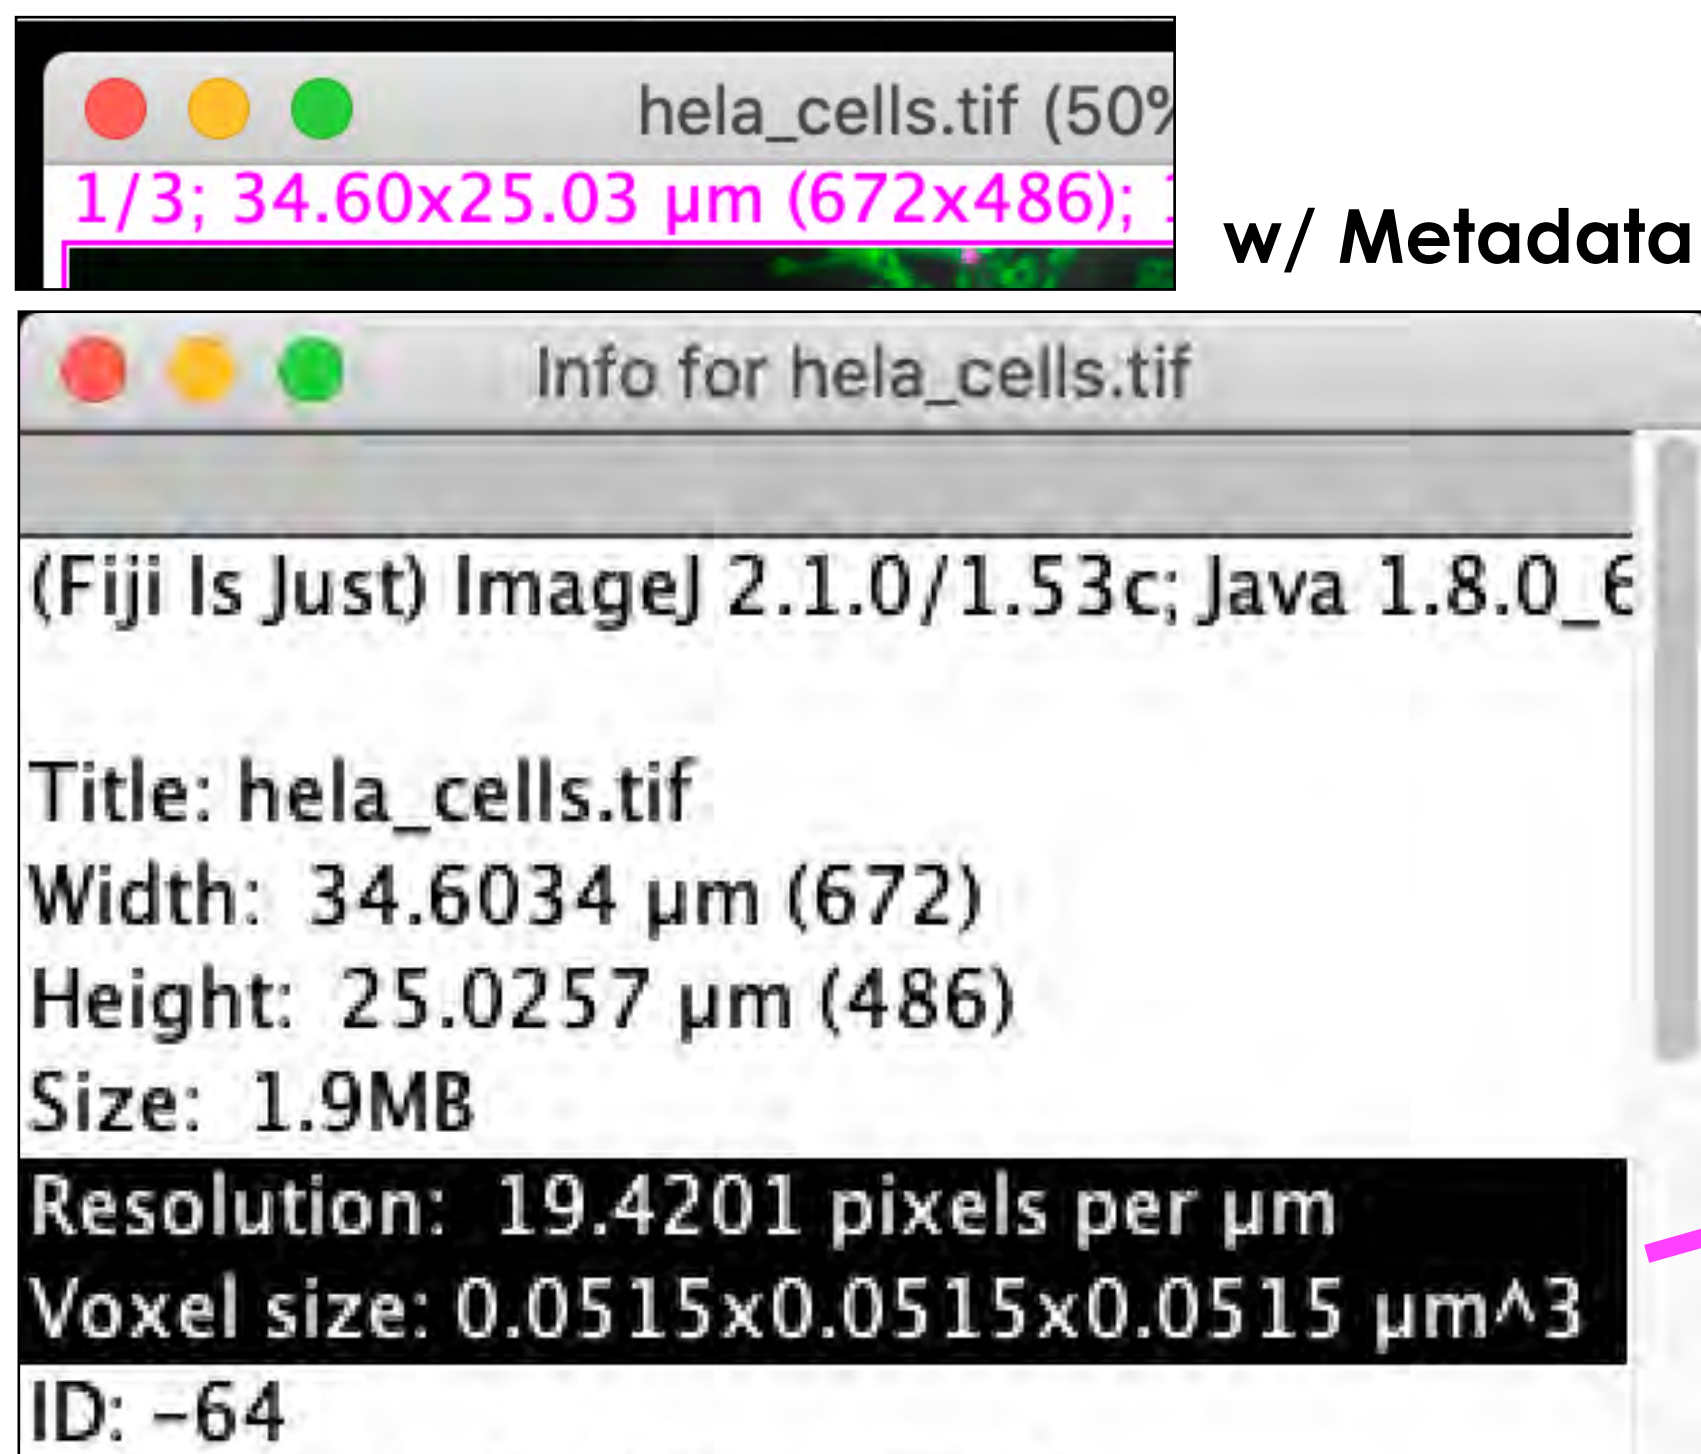 hela_cells.tif (50%
1/3; 34.60x25.03 µm (672x486);
w/ Metadata
Info for hela_cells.tif
(Fiji Is Just) ImageJ 2.1.0/1.53c; Java 1.8.0_6
Title: hela_cells.tif
Width: 34.6034 µm (672)
Height: 25.0257 µm (486)
Size: 1.9MB
Resolution: 19.4201 pixels per µm
Voxel size: 0.0515x0.0515x0.0515 µm^3
ID: -64